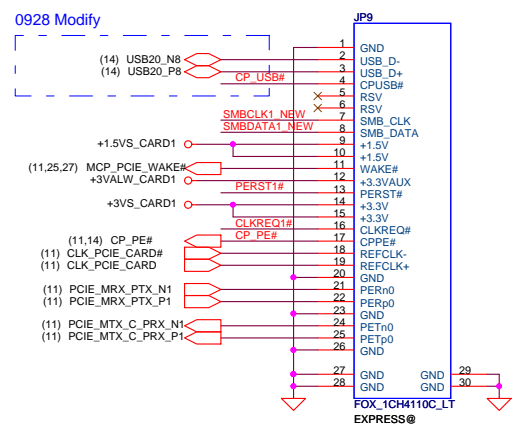 0928 Modify
JP9
1 GND
(14) USB20_N8 2 USB_D-
(14) USB20_P8 3 USB_D+
CP_USB# 4 CPUSB#
5 RSV
6 RSV
SMBCLK1_NEW 7 SMB_CLK
SMBDATA1_NEW 8 SMB_DATA
+1.5VS_CARD1 9 +1.5V
10 +1.5V
(11,25,27) MCP_PCIE_WAKE# 11 WAKE#
+3VALW_CARD1 12 +3.3VAUX
PERST1# 13 PERST#
+3VS_CARD1 14 +3.3V
15 +3.3V
CLKREQ1# 16 CLKREQ#
(11,14) CP_PE# CP_PE# 17 CPPE#
(11) CLK_PCIE_CARD# 18 REFCLK-
(11) CLK_PCIE_CARD 19 REFCLK+
20 GND
(11) PCIE_MRX_PTX_N1 21 PERn0
(11) PCIE_MRX_PTX_P1 22 PERp0
23 GND
(11) PCIE_MTX_C_PRX_N1 24 PETn0
(11) PCIE_MTX_C_PRX_P1 25 PETp0
26 GND
27 GND GND 29
28 GND GND 30
FOX_1CH4110C_LT
EXPRESS@